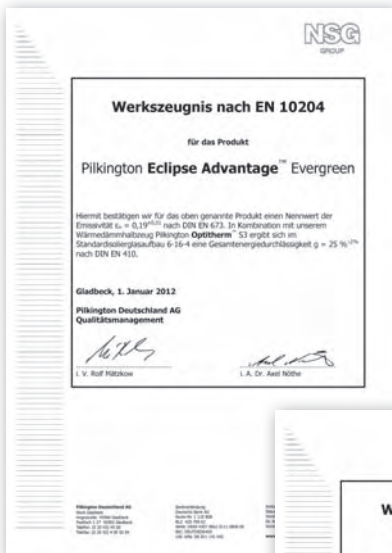 NSG
GROUP
Werkszeugnis nach EN 10204
für das Produkt
Pilkington Eclipse Advantage™ Evergreen
Hiermit bestätigen wir für das oben genannte Produkt einen Nennwert der
Emissivität εn = 0,19 nach DIN EN 673. In Kombination mit unserem
Wärmedämmhalbzeug Pilkington Optitherm™ S3 ergibt sich im
Standardisolierglasaufbau 6-16-4 eine Gesamtenergiedurchlässigkeit g = 25 %
nach DIN EN 410.
Gladbeck, 1. Januar 2012
Pilkington Deutschland AG
Qualitätsmanagement
i. V. Rolf Mätzkow
i. A. Dr. Axel Nöthe
Pilkington Deutschland AG
W